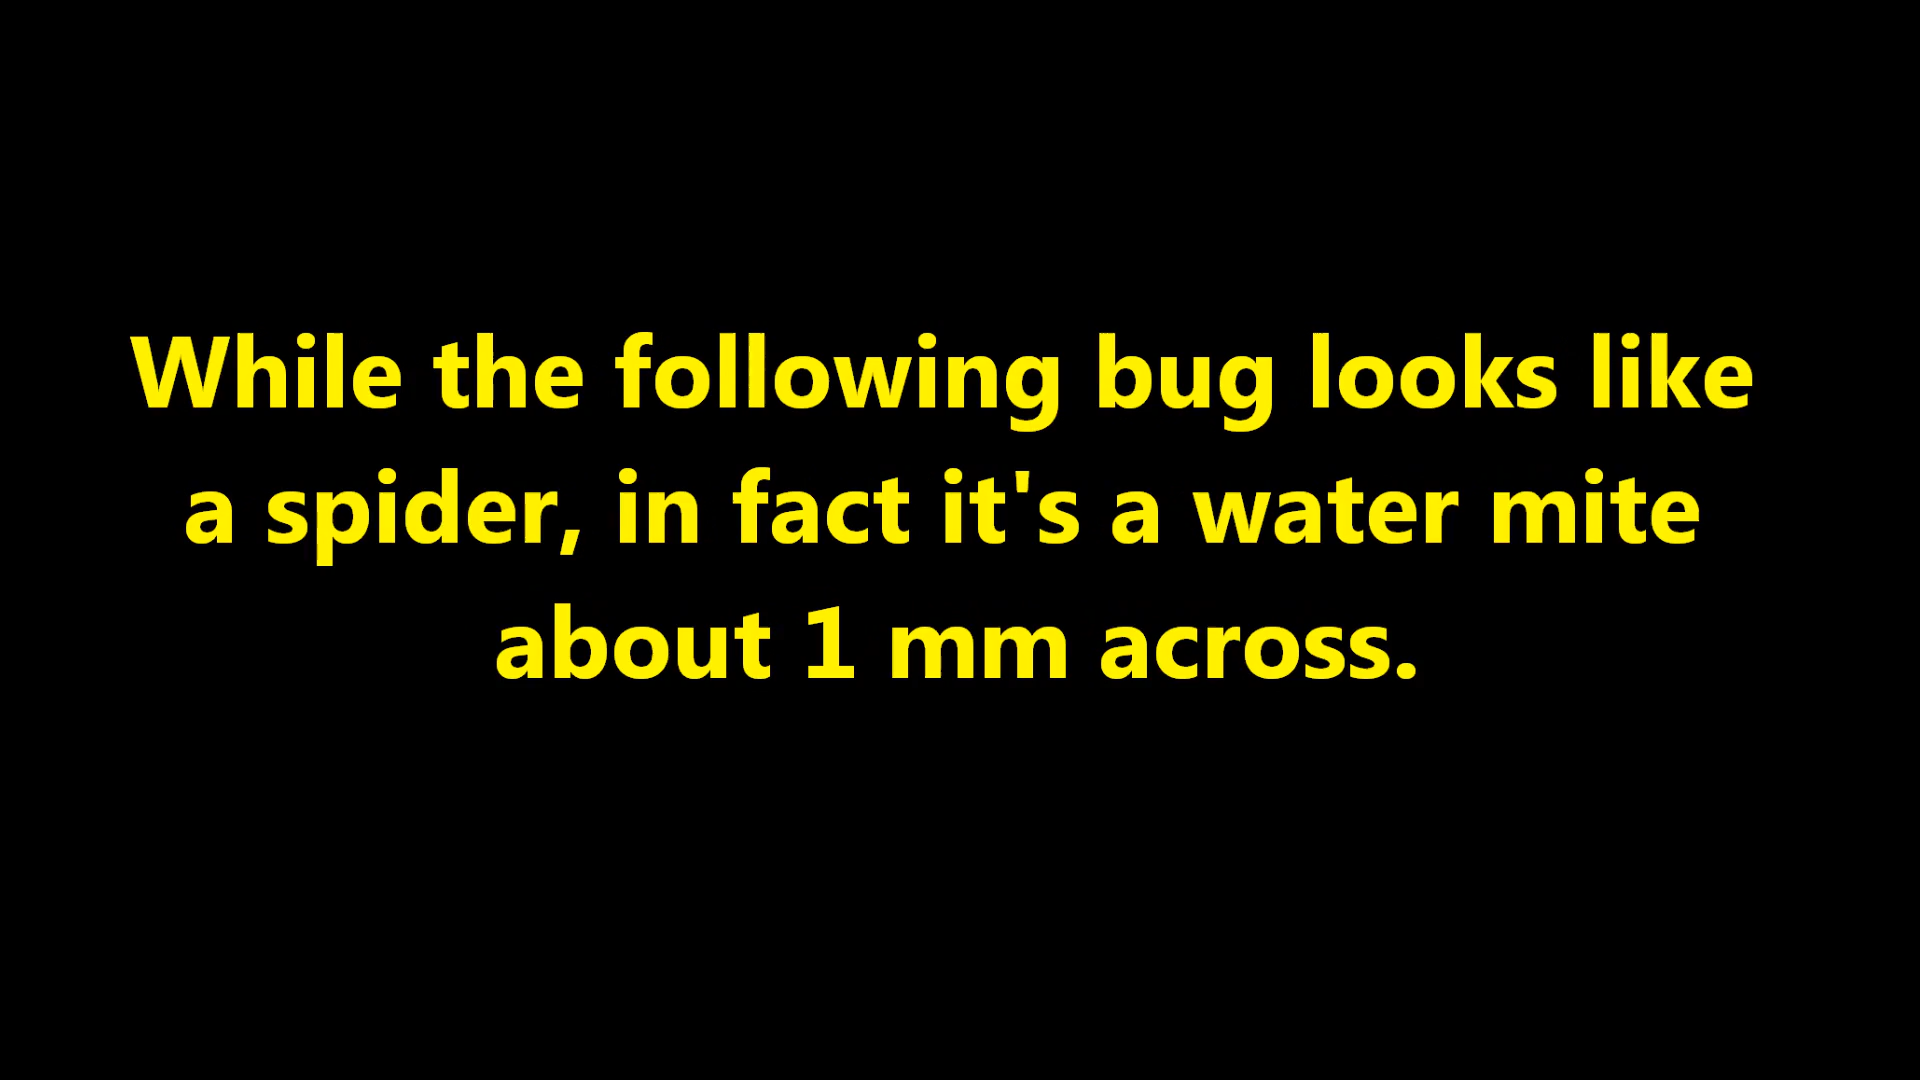 While the following bug looks like
a spider, in fact it's a water mite
about 1 mm across.